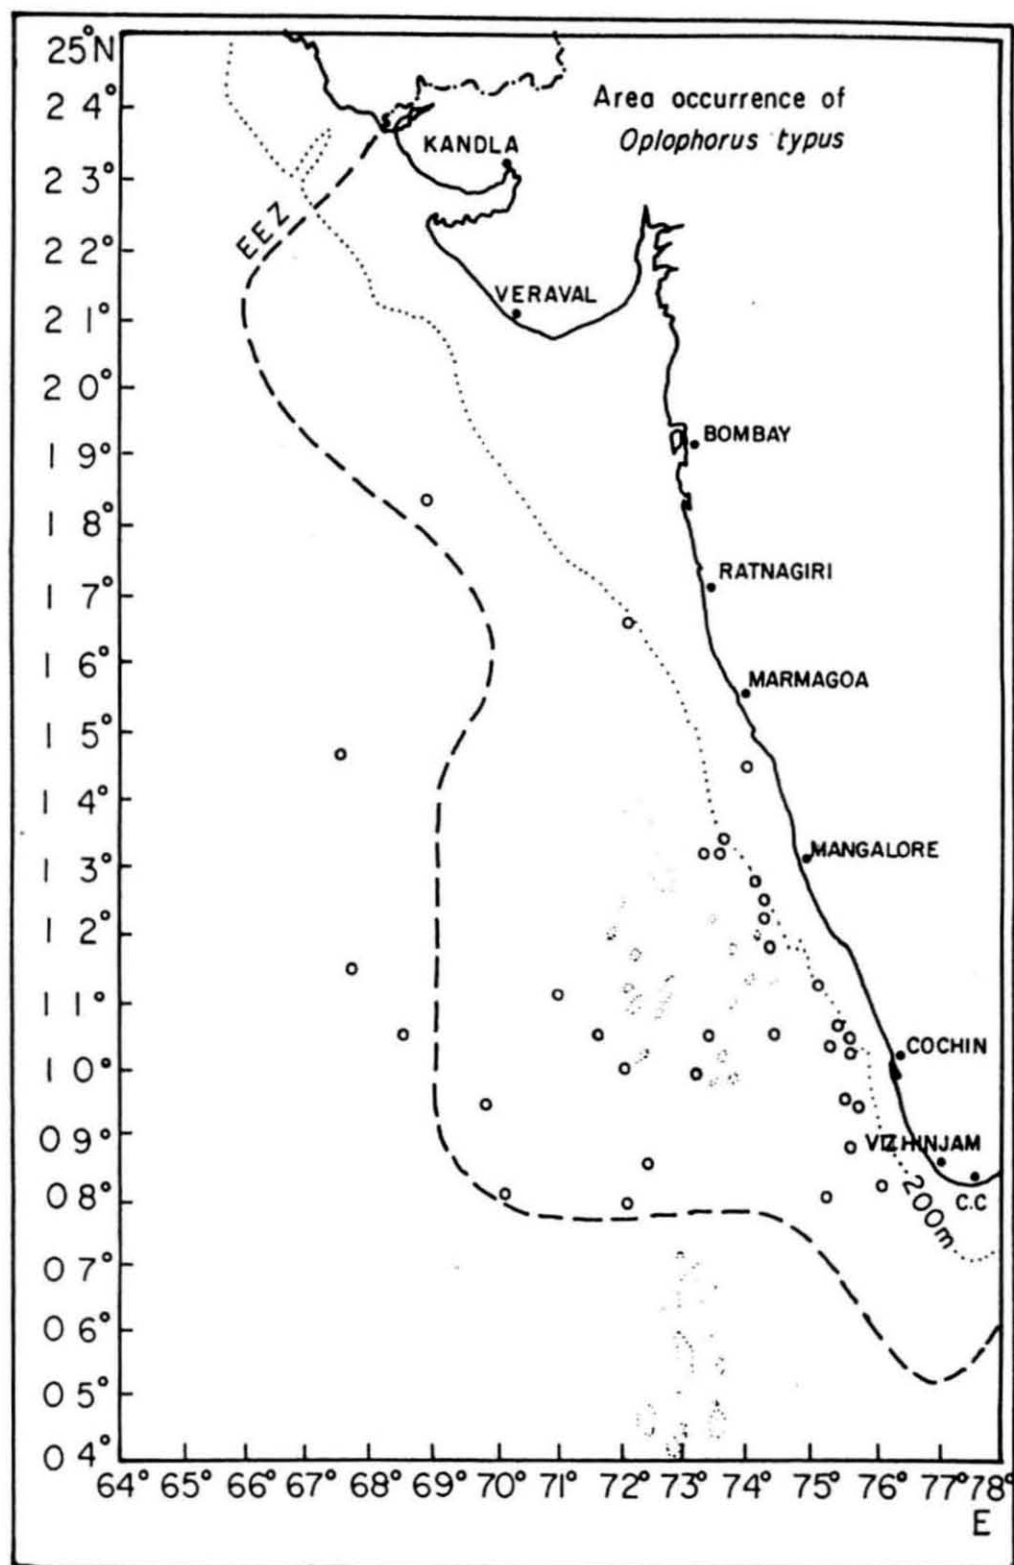 25°N
24°
Area occurrence of
Oplophorus typus
KANDLA
23°
EEZ
22°
VERAVAL
21°
20°
BOMBAY
19°
18°
RATNAGIRI
17°
16°
MARMAGOA
15°
14°
MANGALORE
13°
12°
11°
COCHIN
10°
09°
VIZHINJAM
08°
C.C
200m
07°
06°
05°
04°
64° 65° 66° 67° 68° 69° 70° 71° 72° 73° 74° 75° 76° 77° 78°
E